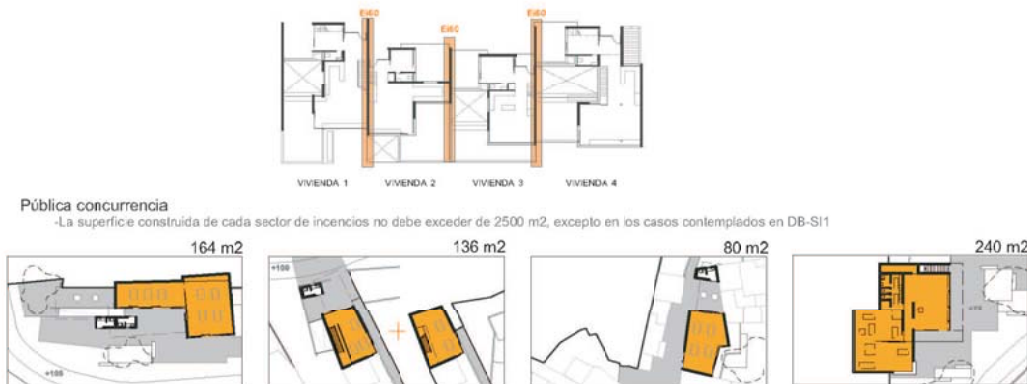 EI60
EI60
EI60
VIVIENDA 1 VIVIENDA 2 VIVIENDA 3 VIVIENDA 4
Pública concurrencia
-La superficie construida de cada sector de incencios no debe exceder de 2500 m2, excepto en los casos contemplados en DB-SI1
164 m2 136 m2 80 m2 240 m2
+100
+100